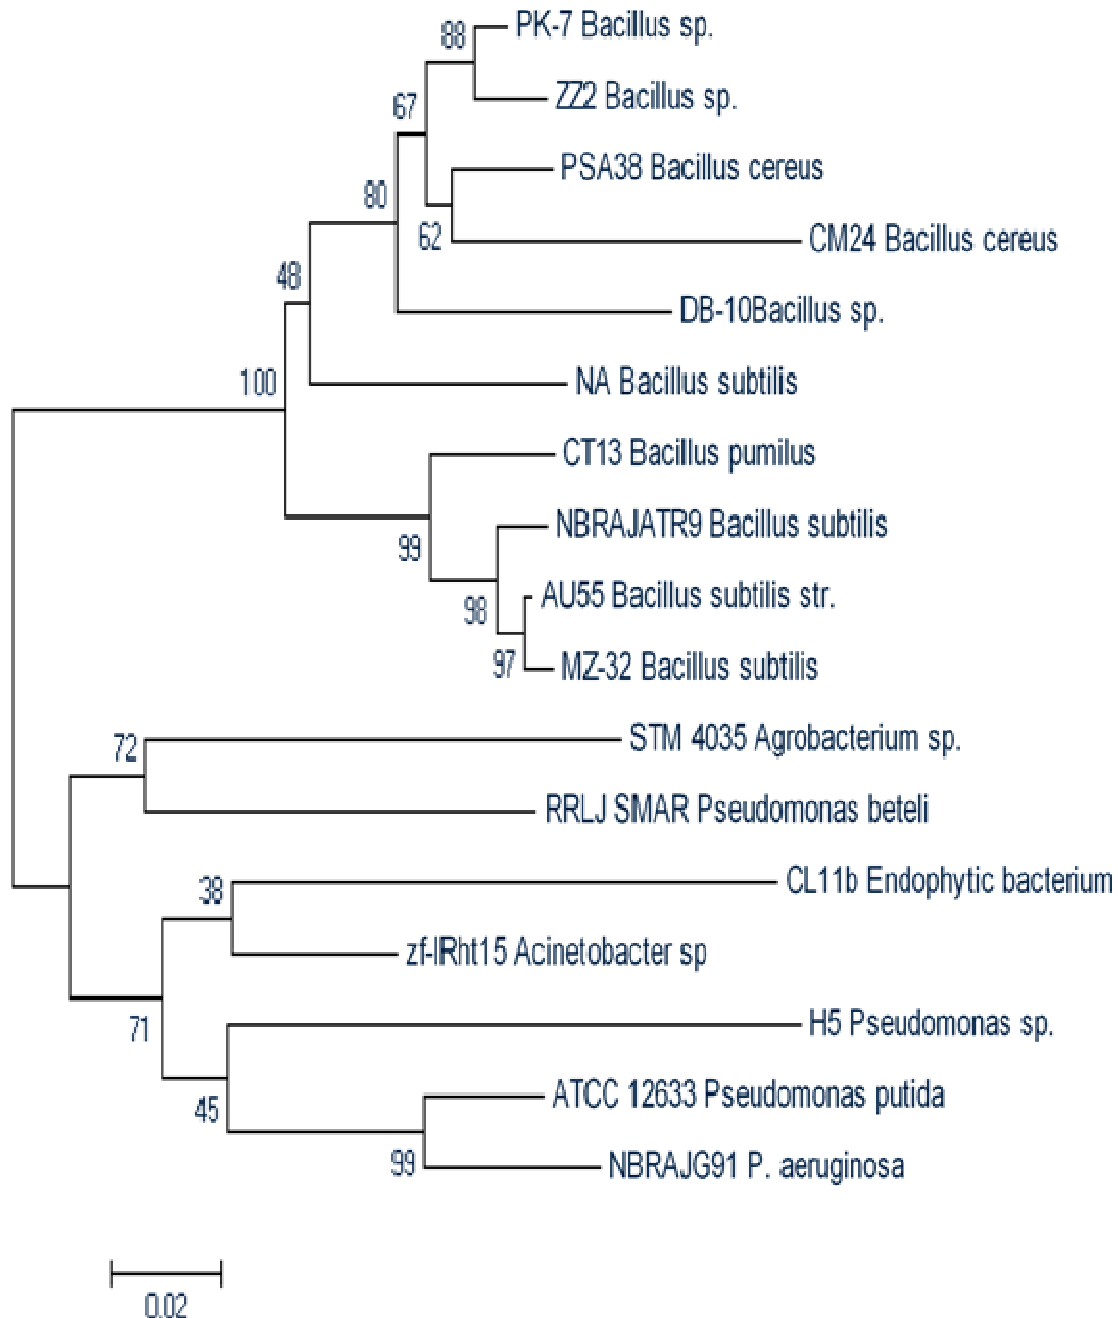 88
PK-7 Bacillus sp.
ZZ2 Bacillus sp.
67
PSA38 Bacillus cereus
80
62
CM24 Bacillus cereus
48
DB-10Bacillus sp.
100
NA Bacillus subtilis
CT13 Bacillus pumilus
99
NBRAJATR9 Bacillus subtilis
98
AU55 Bacillus subtilis str.
97
MZ-32 Bacillus subtilis
72
STM 4035 Agrobacterium sp.
RRLJ SMAR Pseudomonas beteli
38
CL11b Endophytic bacterium
zf-IRht15 Acinetobacter sp
71
H5 Pseudomonas sp.
45
ATCC 12633 Pseudomonas putida
99
NBRAJG91 P. aeruginosa
0.02